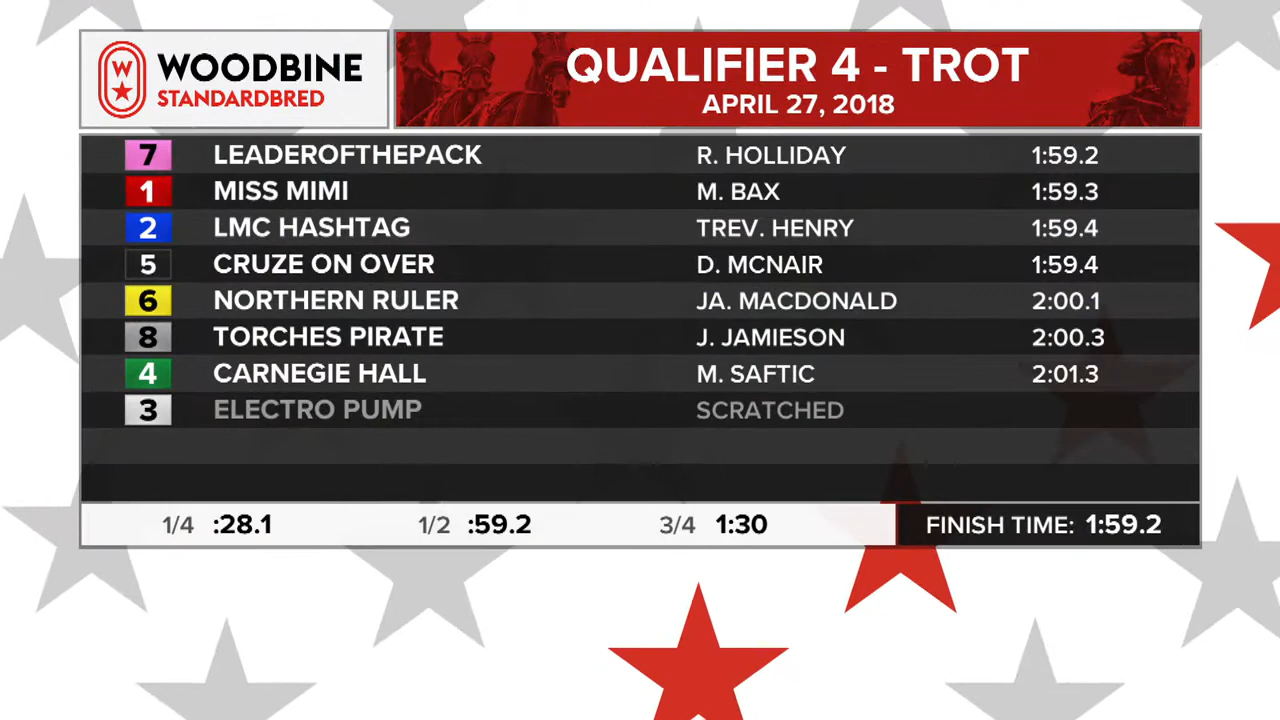 W
WOODBINE
STANDARDBRED
QUALIFIER 4 - TROT
APRIL 27, 2018
7 LEADEROFTHEPACK R. HOLLIDAY 1:59.2
1 MISS MIMI M. BAX 1:59.3
2 LMC HASHTAG TREV. HENRY 1:59.4
5 CRUZE ON OVER D. MCNAIR 1:59.4
6 NORTHERN RULER JA. MACDONALD 2:00.1
8 TORCHES PIRATE J. JAMIESON 2:00.3
4 CARNEGIE HALL M. SAFTIC 2:01.3
3 ELECTRO PUMP SCRATCHED
1/4 :28.1 1/2 :59.2 3/4 1:30 FINISH TIME: 1:59.2